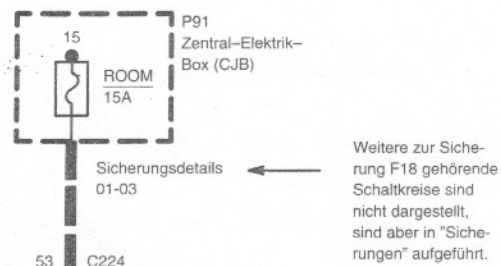 P91
Zentral–Elektrik–
Box (CJB)
15
ROOM
15A
Sicherungsdetails
01-03
Weitere zur Siche-
rung F18 gehörende
Schaltkreise sind
nicht dargestellt,
sind aber in "Siche-
rungen" aufgeführt.
53 C224